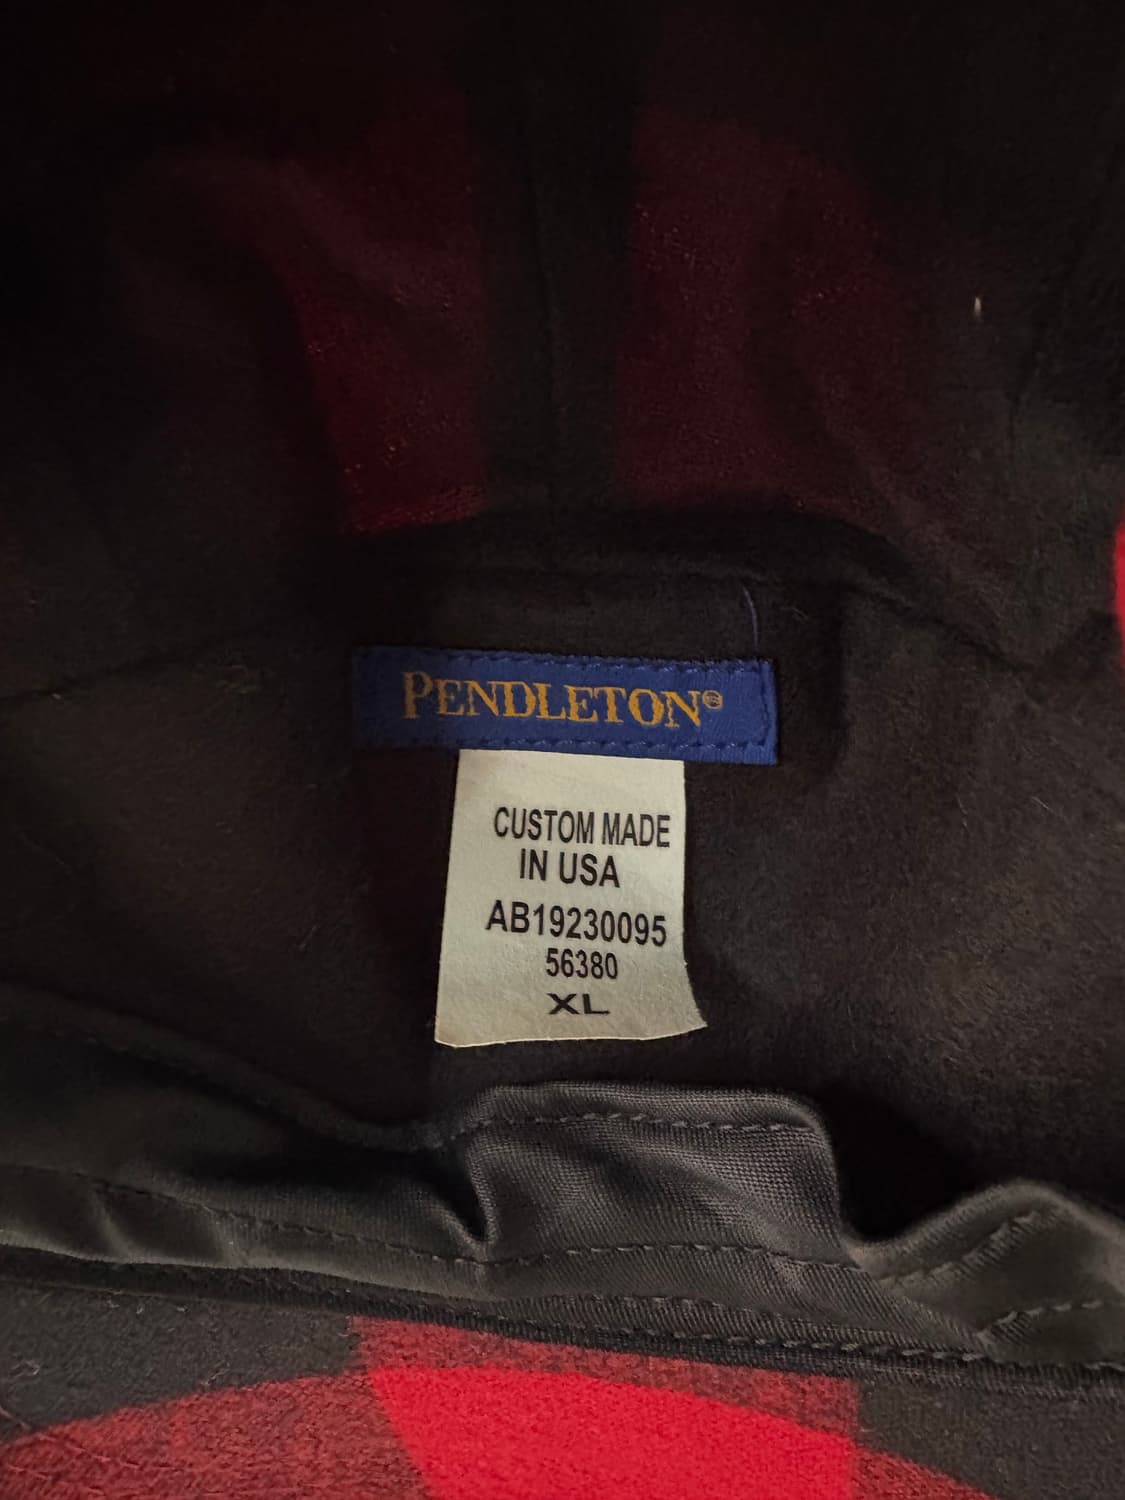 PENDLETON®
CUSTOM MADE
IN USA
AB19230095
56380
XL